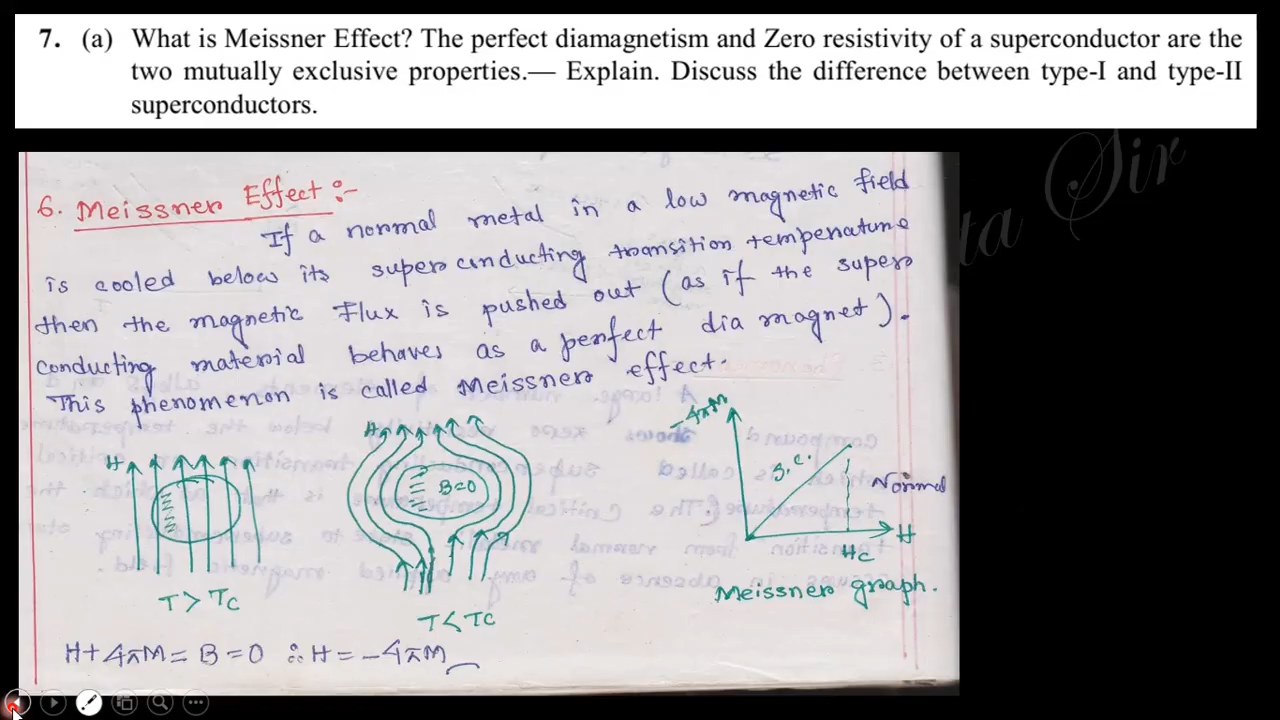 7. (a) What is Meissner Effect? The perfect diamagnetism and Zero resistivity of a superconductor are the
two mutually exclusive properties.— Explain. Discuss the difference between type-I and type-II
superconductors.
Sir
ta
6. Meissner Effect :-
If a normal metal in a low magnetic field
is cooled below its super conducting transition temperature
then the magnetic flux is pushed out (as if the super
conducting material behaves as a perfect dia magnet).
This phenomenon is called Meissner effect.
-4πM
H
H
S.C.
B=0
Normal
H
Hc
Meissner graph.
T > Tc
T < Tc
H + 4πM = B = 0 ∴ H = -4πM